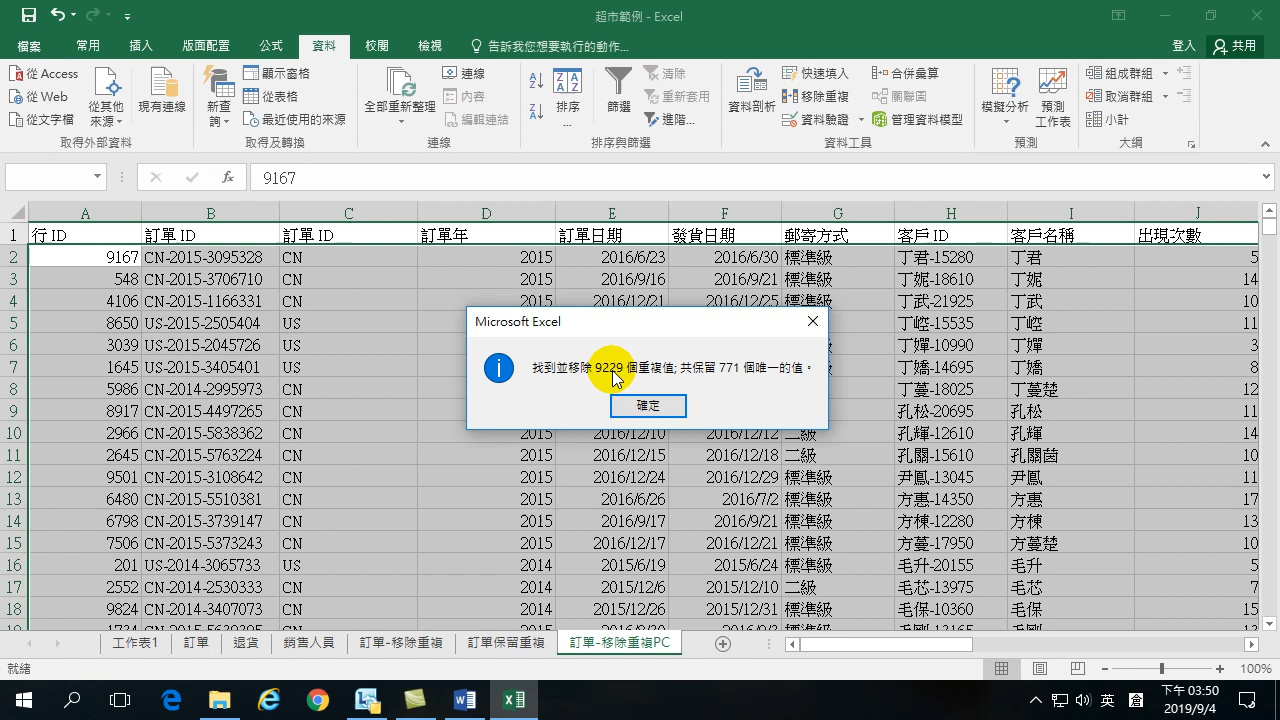 超市範例 - Excel
檔案 常用 插入 版面配置 公式 資料 校閱 檢視 告訴我您想要執行的動作... 登入 共用
從 Access
從 Web
從文字檔
從其他來源
現有連線
取得外部資料
新查詢
顯示窗格
從表格
最近使用的來源
取得及轉換
全部重新整理
連線
內容
編輯連結
連線
排序...
篩選
清除
重新套用
進階...
排序與篩選
資料剖析
快速填入
移除重複
資料驗證
合併彙算
關聯圖
管理資料模型
資料工具
模擬分析
預測工作表
預測
組成群組
取消群組
小計
大綱
9167
A B C D E F G H I J
1 行 ID 訂單 ID 訂單 ID 訂單年 訂單日期 發貨日期 郵寄方式 客戶 ID 客戶名稱 出現次數
2 9167 CN-2015-3095328 CN 2015 2016/6/23 2016/6/30 標準級 丁君-15280 丁君 5
3 548 CN-2015-3706710 CN 2015 2016/9/16 2016/9/21 標準級 丁妮-18610 丁妮 14
4 4106 CN-2015-1166331 CN 2015 2016/12/21 2016/12/25 標準級 丁武-21925 丁武 10
5 8650 US-2015-2505404 US 丁崆-15535 丁崆 11
6 3039 US-2015-2045726 US 丁嬋-10990 丁嬋 3
7 1645 US-2015-3405401 US 丁矯-14695 丁矯 8
8 5986 CN-2014-2995973 CN 丁蔓-18025 丁蔓楚 12
9 8917 CN-2015-4497265 CN 孔松-20695 孔松 11
10 2969 CN-2015-5838362 CN 2015 2016/12/10 2016/12/12 二級 孔輝-12610 孔輝 14
11 2645 CN-2015-5763224 CN 2015 2016/12/15 2016/12/18 二級 孔關-15610 孔關茵 10
12 9501 CN-2015-3108642 CN 2015 2016/12/24 2016/12/29 標準級 尹鳳-13045 尹鳳 11
13 6480 CN-2015-5510381 CN 2015 2016/6/26 2016/7/2 標準級 方惠-14350 方惠 17
14 6798 CN-2015-3739147 CN 2015 2016/9/17 2016/9/21 標準級 方棟-12280 方棟 13
15 7506 CN-2015-5373243 CN 2015 2016/12/17 2016/12/21 標準級 方蔓-17950 方蔓楚 10
16 201 US-2014-3065733 US 2014 2015/6/19 2015/6/24 標準級 毛升-20155 毛升 5
17 2552 CN-2014-2530333 CN 2014 2015/12/6 2015/12/10 二級 毛芯-13975 毛芯 7
18 9824 CN-2014-3407073 CN 2014 2015/12/26 2015/12/31 標準級 毛保-10360 毛保 15
Microsoft Excel
找到並移除 9229 個重複值; 共保留 771 個唯一的值。
確定
工作表1 訂單 退貨 銷售人員 訂單-移除重複 訂單保留重複 訂單-移除重複PC
就緒 100%
英 下午 03:50
2019/9/4